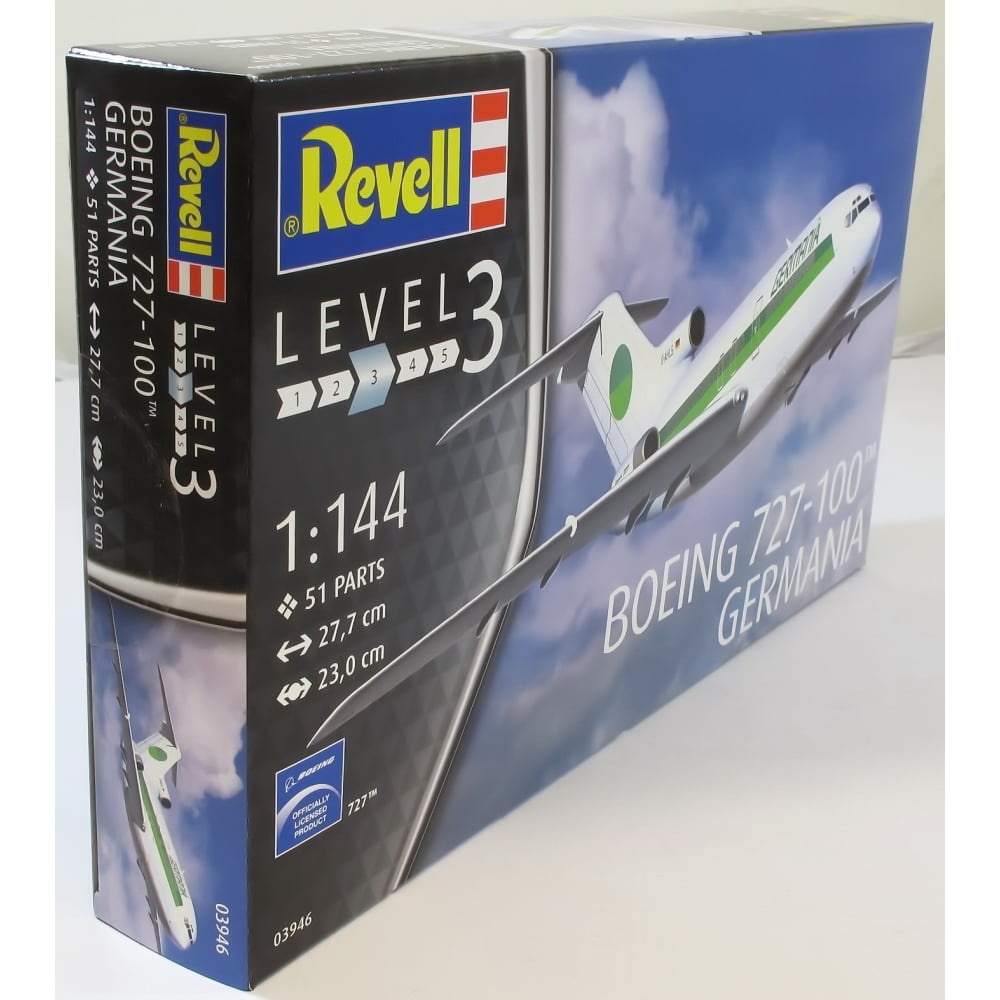 Revell
®
LEVEL 3
1 2 3 4 5
BOEING 727-100™
GERMANIA
1:144 ❖ 51 PARTS ↔ 27,7 cm 23,0 cm
03946
® Revell
LEVEL 3
1 2 3 4 5
1:144
❖ 51 PARTS
↔ 27,7 cm
23,0 cm
BOEING
OFFICIALLY
LICENSED
PRODUCT
727™
03946
GERMANIA
BOEING 727-100™
GERMANIA